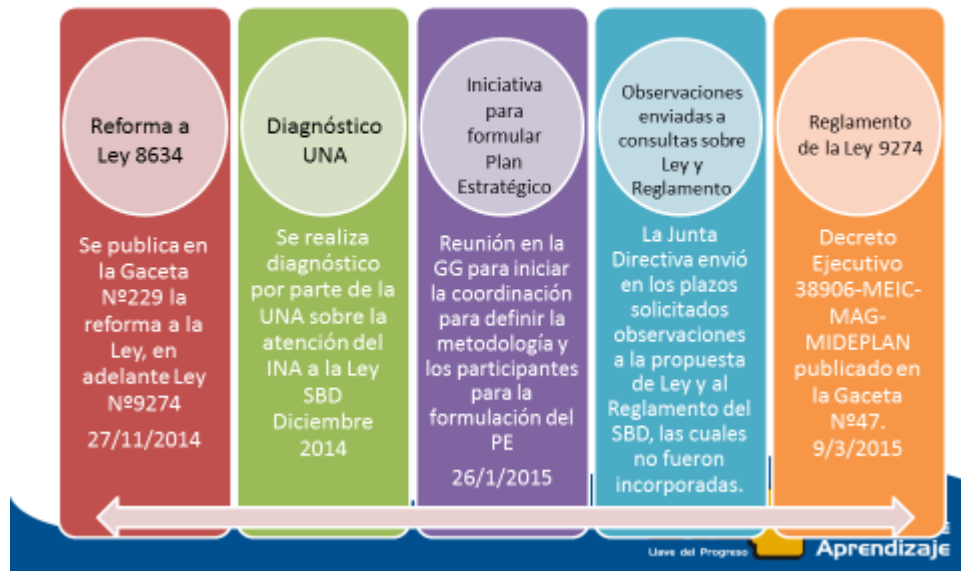 Reforma a
Ley 8634
Se publica en
la Gaceta
Nº229 la
reforma a la
Ley, en
adelante Ley
Nº9274
27/11/2014
Diagnóstico
UNA
Se realiza
diagnóstico
por parte de la
UNA sobre la
atención del
INA a la Ley
SBD
Diciembre
2014
Iniciativa
para
formular
Plan
Estratégico
Reunión en la
GG para iniciar
la coordinación
para definir la
metodología y
los participantes
para la
formulación del
PE
26/1/2015
Observaciones
enviadas a
consultas sobre
Ley y
Reglamento
La Junta
Directiva envió
en los plazos
solicitados
observaciones
a la propuesta
de Ley y al
Reglamento del
SBD, las cuales
no fueron
incorporadas.
Reglamento
de la Ley 9274
Decreto
Ejecutivo
38906-MEIC-
MAG-
MIDEPLAN
publicado en
la Gaceta
Nº47.
9/3/2015
Llave del Progreso
Aprendizaje